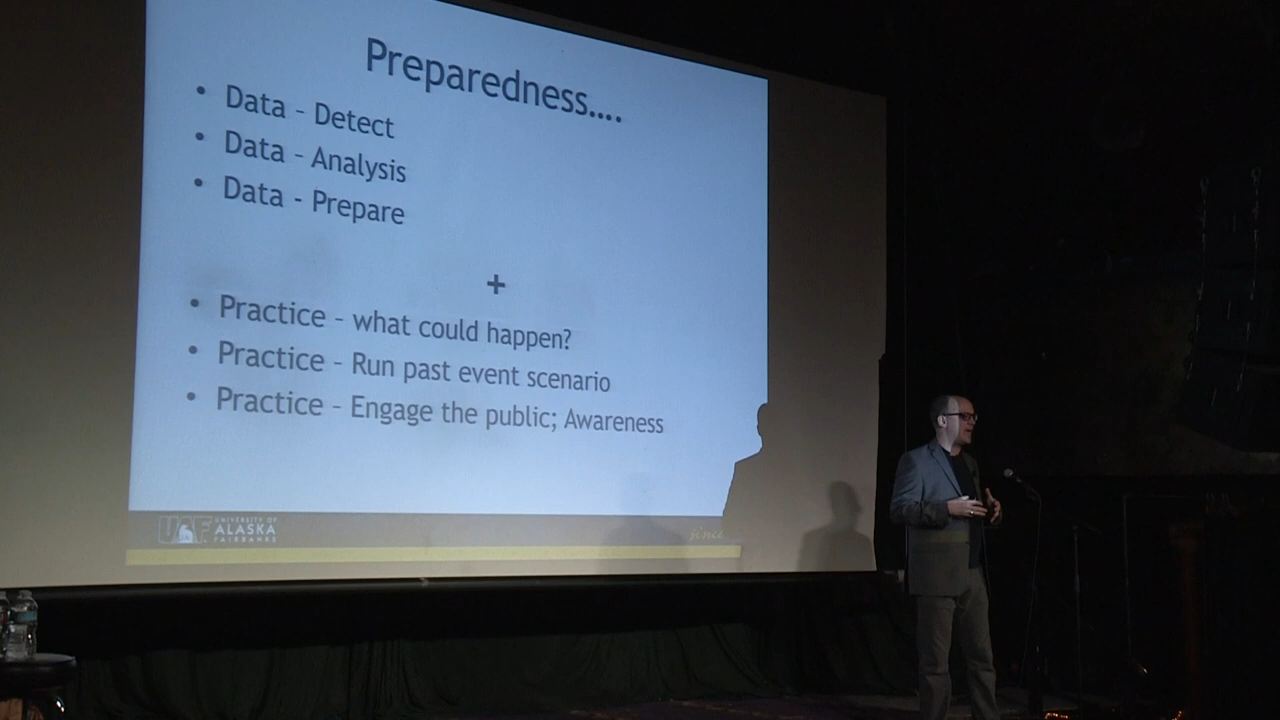 Preparedness....
• Data - Detect
• Data - Analysis
• Data - Prepare
+
• Practice - what could happen?
• Practice - Run past event scenario
• Practice - Engage the public; Awareness
UAF UNIVERSITY OF
ALASKA
FAIRBANKS
since